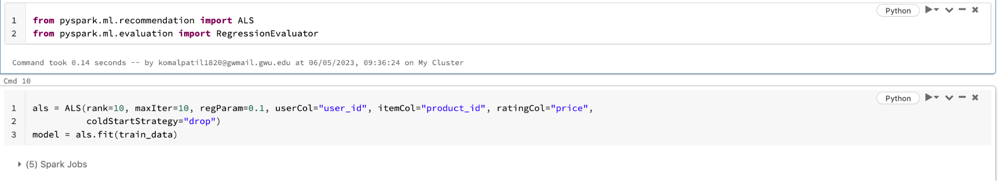 Python
1 from pyspark.ml.recommendation import ALS
2 from pyspark.ml.evaluation import RegressionEvaluator
Command took 0.14 seconds -- by komalpatil1820@gwmail.gwu.edu at 06/05/2023, 09:36:24 on My Cluster
Cmd 10
Python
1 als = ALS(rank=10, maxIter=10, regParam=0.1, userCol="user_id", itemCol="product_id", ratingCol="price",
2           coldStartStrategy="drop")
3 model = als.fit(train_data)
(5) Spark Jobs